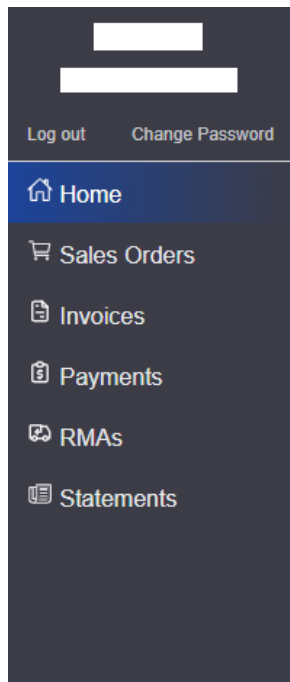 Log out Change Password
Home
Sales Orders
Invoices
Payments
RMAs
Statements